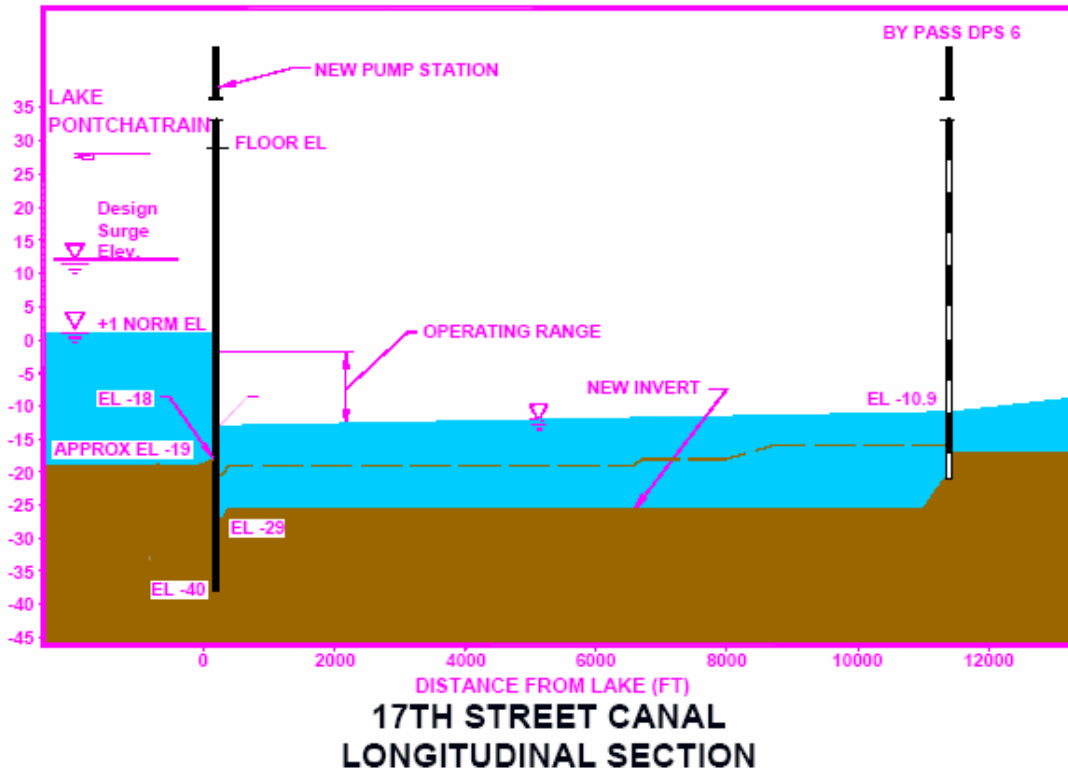 BY PASS DPS 6
NEW PUMP STATION
LAKE
PONTCHATRAIN
FLOOR EL
Design
Surge
Elev.
+1 NORM EL
OPERATING RANGE
NEW INVERT
EL -18
EL -10.9
APPROX EL -19
EL -29
EL -40
35
30
25
20
15
10
5
0
-5
-10
-15
-20
-25
-30
-35
-40
-45
0 2000 4000 6000 8000 10000 12000
DISTANCE FROM LAKE (FT)
17TH STREET CANAL
LONGITUDINAL SECTION